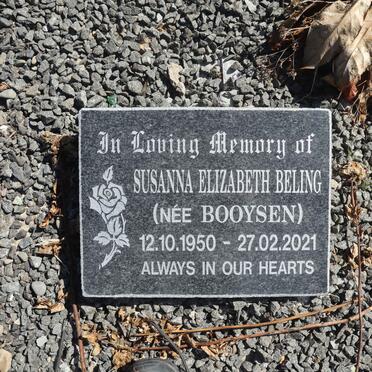 In Loving Memory of
SUSANNA ELIZABETH BELING
(NÉE BOOYSEN)
12.10.1950 - 27.02.2021
ALWAYS IN OUR HEARTS